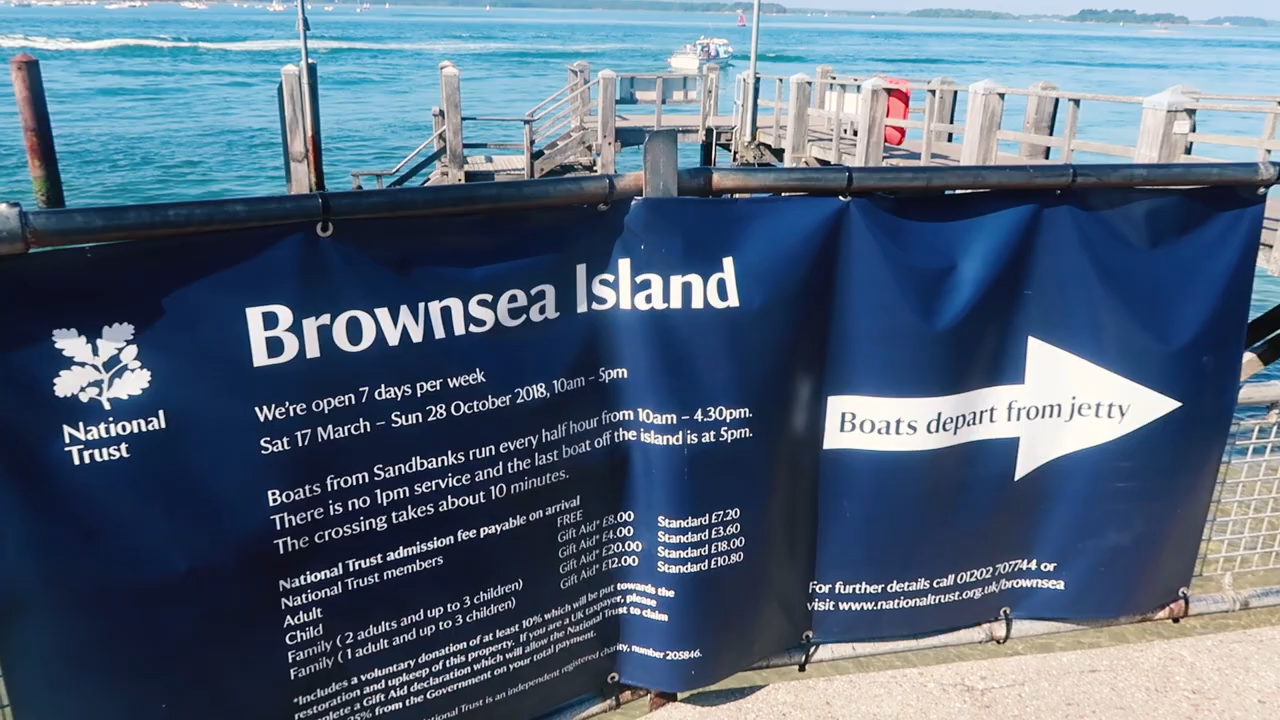 Brownsea Island
National
Trust
We're open 7 days per week
Sat 17 March – Sun 28 October 2018, 10am – 5pm
Boats from Sandbanks run every half hour from 10am – 4.30pm.
There is no 1pm service and the last boat off the island is at 5pm.
The crossing takes about 10 minutes.
National Trust admission fee payable on arrival
National Trust members FREE
Adult Gift Aid* £8.00 Standard £7.20
Child Gift Aid* £4.00 Standard £3.60
Family ( 2 adults and up to 3 children) Gift Aid* £20.00 Standard £18.00
Family ( 1 adult and up to 3 children) Gift Aid* £12.00 Standard £10.80
*Includes a voluntary donation of at least 10% which will be put towards the
restoration and upkeep of this property. If you are a UK taxpayer, please
a Gift Aid declaration which will allow the National Trust to claim
25% from the Government on your total payment.
National Trust is an independent registered charity, number 205846.
Boats depart from jetty
For further details call 01202 707744 or
visit www.nationaltrust.org.uk/brownsea